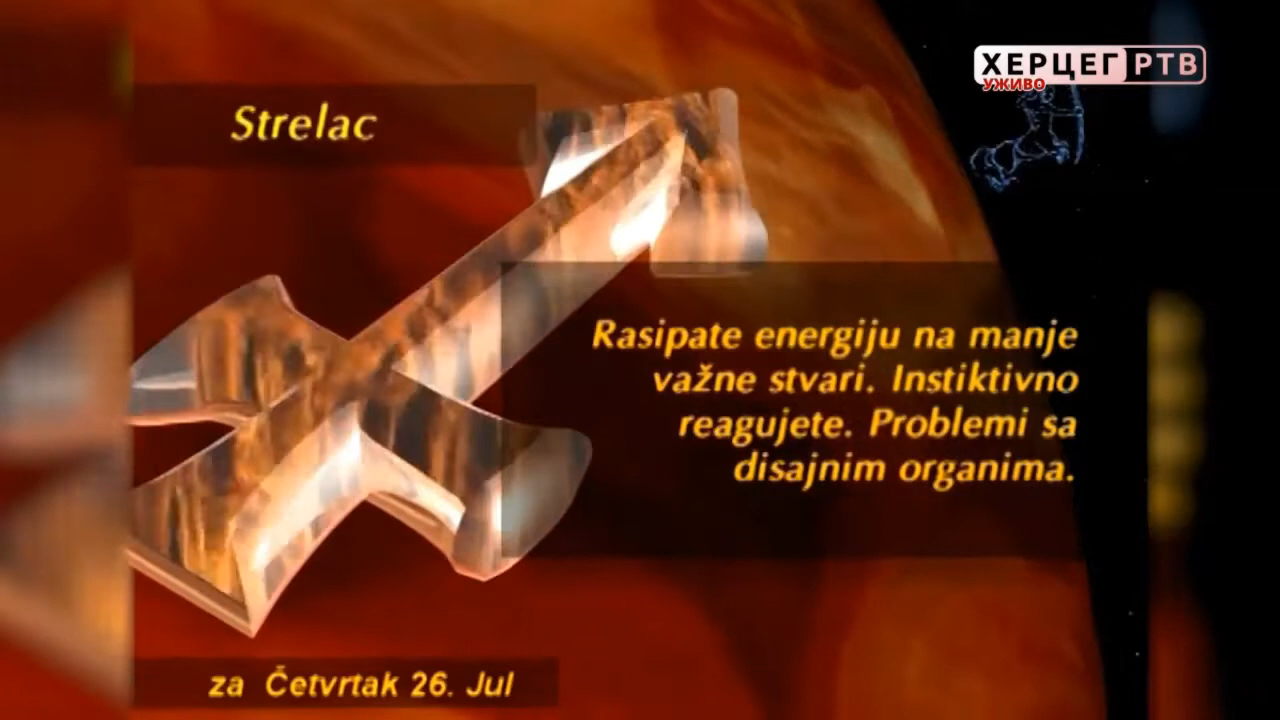 ХЕРЦЕГ РТВ
УЖИВО
Strelac
Rasipate energiju na manje
važne stvari. Instiktivno
reagujete. Problemi sa
disajnim organima.
za Četvrtak 26. Jul